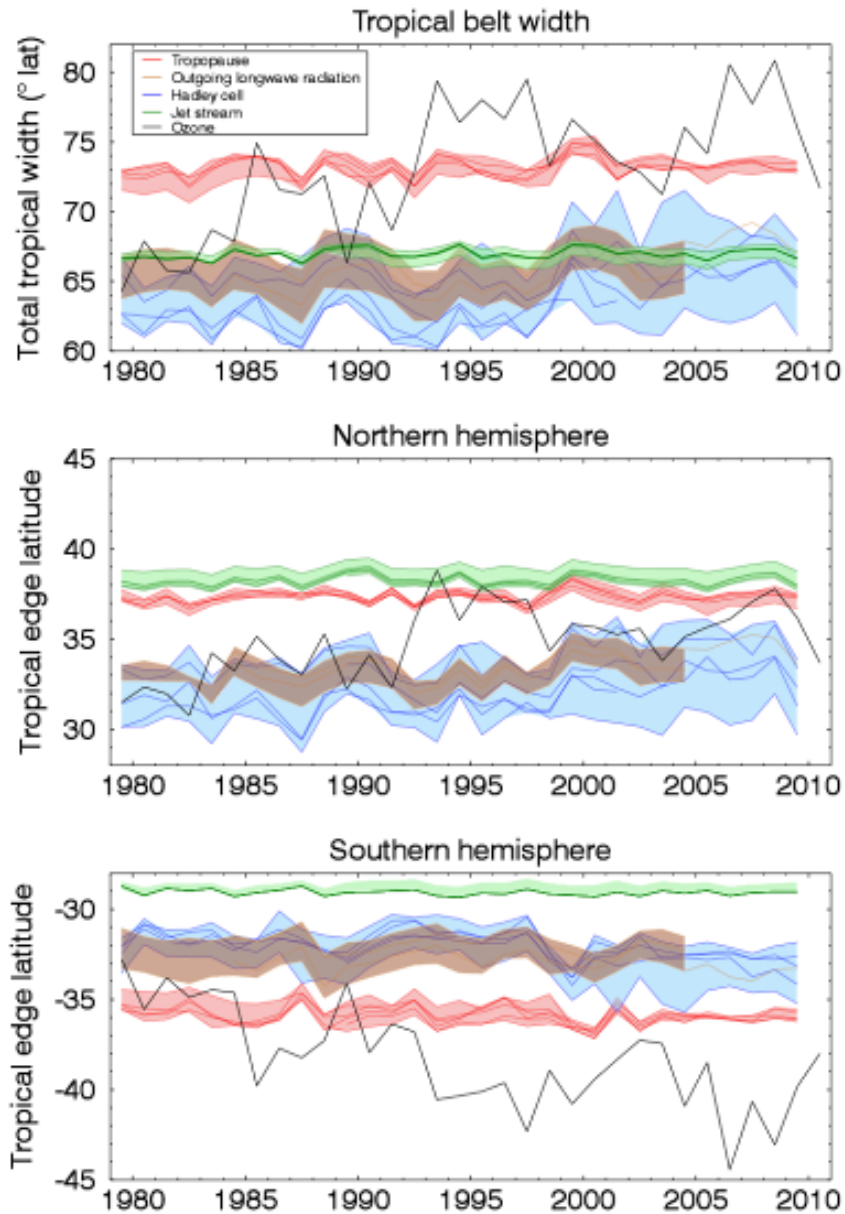 Tropical belt width
Total tropical width (° lat)
80
75
70
65
60
Tropopause
Outgoing longwave radiation
Hadley cell
Jet stream
Ozone
1980 1985 1990 1995 2000 2005 2010
Northern hemisphere
Tropical edge latitude
45
40
35
30
1980 1985 1990 1995 2000 2005 2010
Southern hemisphere
Tropical edge latitude
-30
-35
-40
-45
1980 1985 1990 1995 2000 2005 2010